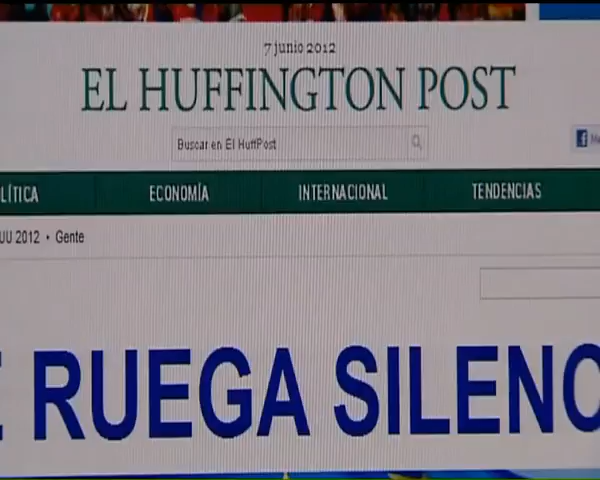 7 junio 2012
EL HUFFINGTON POST
Buscar en El HuffPost
LÍTICA ECONOMÍA INTERNACIONAL TENDENCIAS
UU 2012 • Gente
E RUEGA SILENC